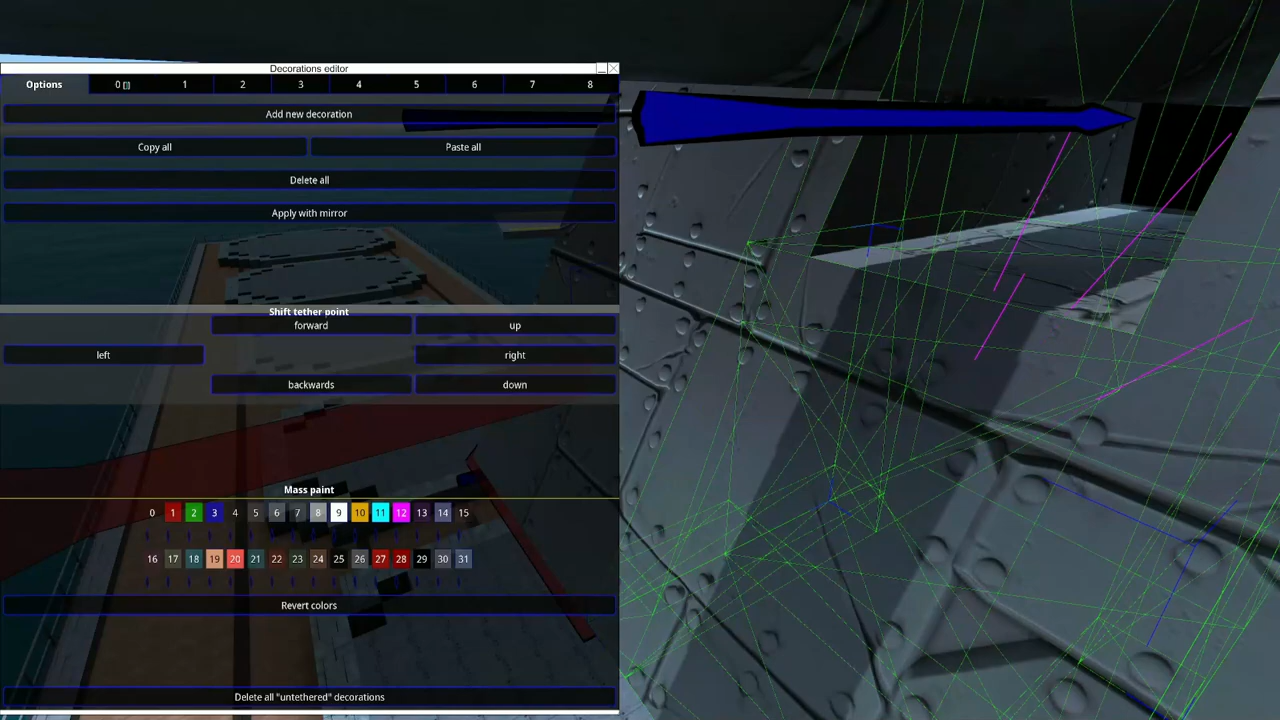 Decorations editor
Options 0 [] 1 2 3 4 5 6 7 8
Add new decoration
Copy all Paste all
Delete all
Apply with mirror
Shift tether point
forward up
left right
backwards down
Mass paint
0 1 2 3 4 5 6 7 8 9 10 11 12 13 14 15
16 17 18 19 20 21 22 23 24 25 26 27 28 29 30 31
Revert colors
Delete all "untethered" decorations